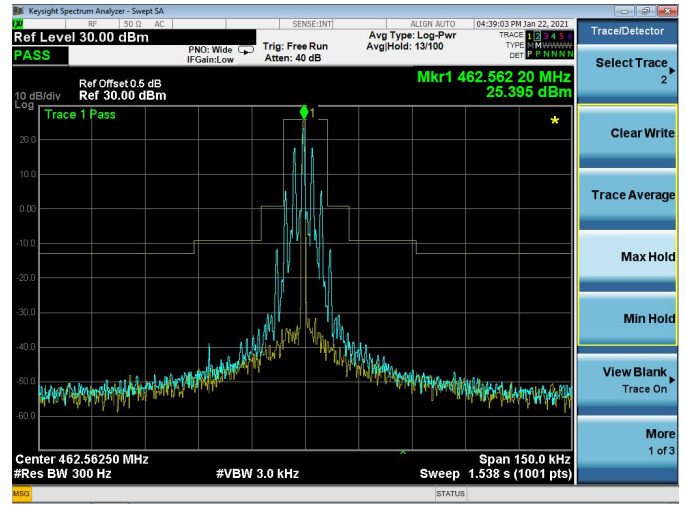 Keysight Spectrum Analyzer - Swept SA
RF 50 Ω AC SENSE:INT ALIGN AUTO 04:39:03 PM Jan 22, 2021
Ref Level 30.00 dBm
PASS
PNO: Wide
IFGain:Low
Trig: Free Run
Atten: 40 dB
Avg Type: Log-Pwr
Avg|Hold: 13/100
TRACE 1 2 3 4 5 6
TYPE M M W W W W
DET P P N N N N
Ref Offset 0.5 dB
10 dB/div Ref 30.00 dBm
Log
Mkr1 462.562 20 MHz
25.395 dBm
Trace 1 Pass
1
20.0
10.0
0.00
-10.0
-20.0
-30.0
-40.0
-50.0
-60.0
Center 462.56250 MHz
Span 150.0 kHz
#Res BW 300 Hz
#VBW 3.0 kHz
Sweep 1.538 s (1001 pts)
MSG
STATUS
Trace/Detector
Select Trace
2
Clear Write
Trace Average
Max Hold
Min Hold
View Blank
Trace On
More
1 of 3